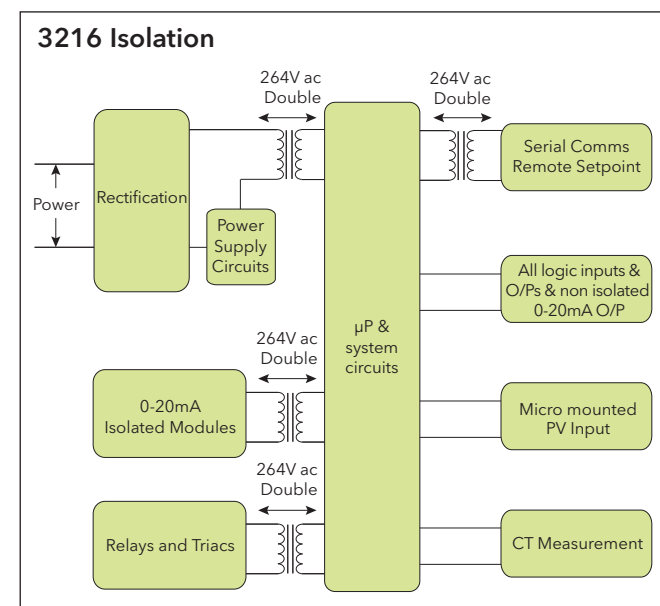 3216 Isolation
264V ac
Double
264V ac
Double
Rectification
Power
Power
Supply
Circuits
Serial Comms
Remote Setpoint
All logic inputs &
O/Ps & non isolated
0-20mA O/P
µP &
system
circuits
264V ac
Double
0-20mA
Isolated Modules
Micro mounted
PV Input
264V ac
Double
Relays and Triacs
CT Measurement